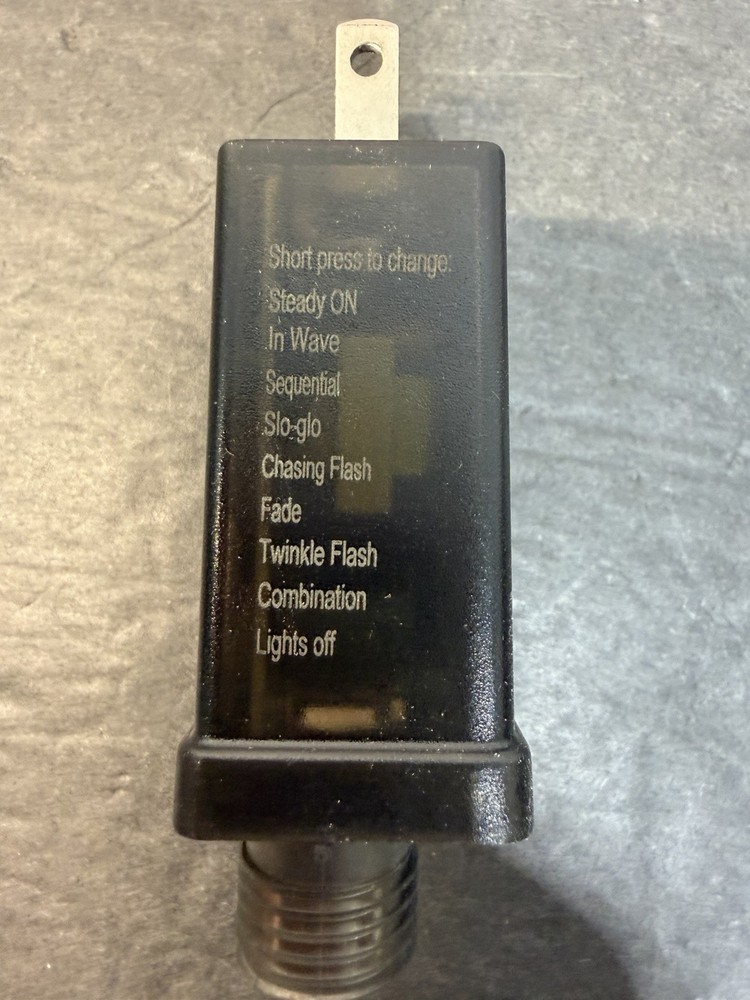 Short press to change:
Steady ON
In Wave
Sequential
Slo-glo
Chasing Flash
Fade
Twinkle Flash
Combination
Lights off